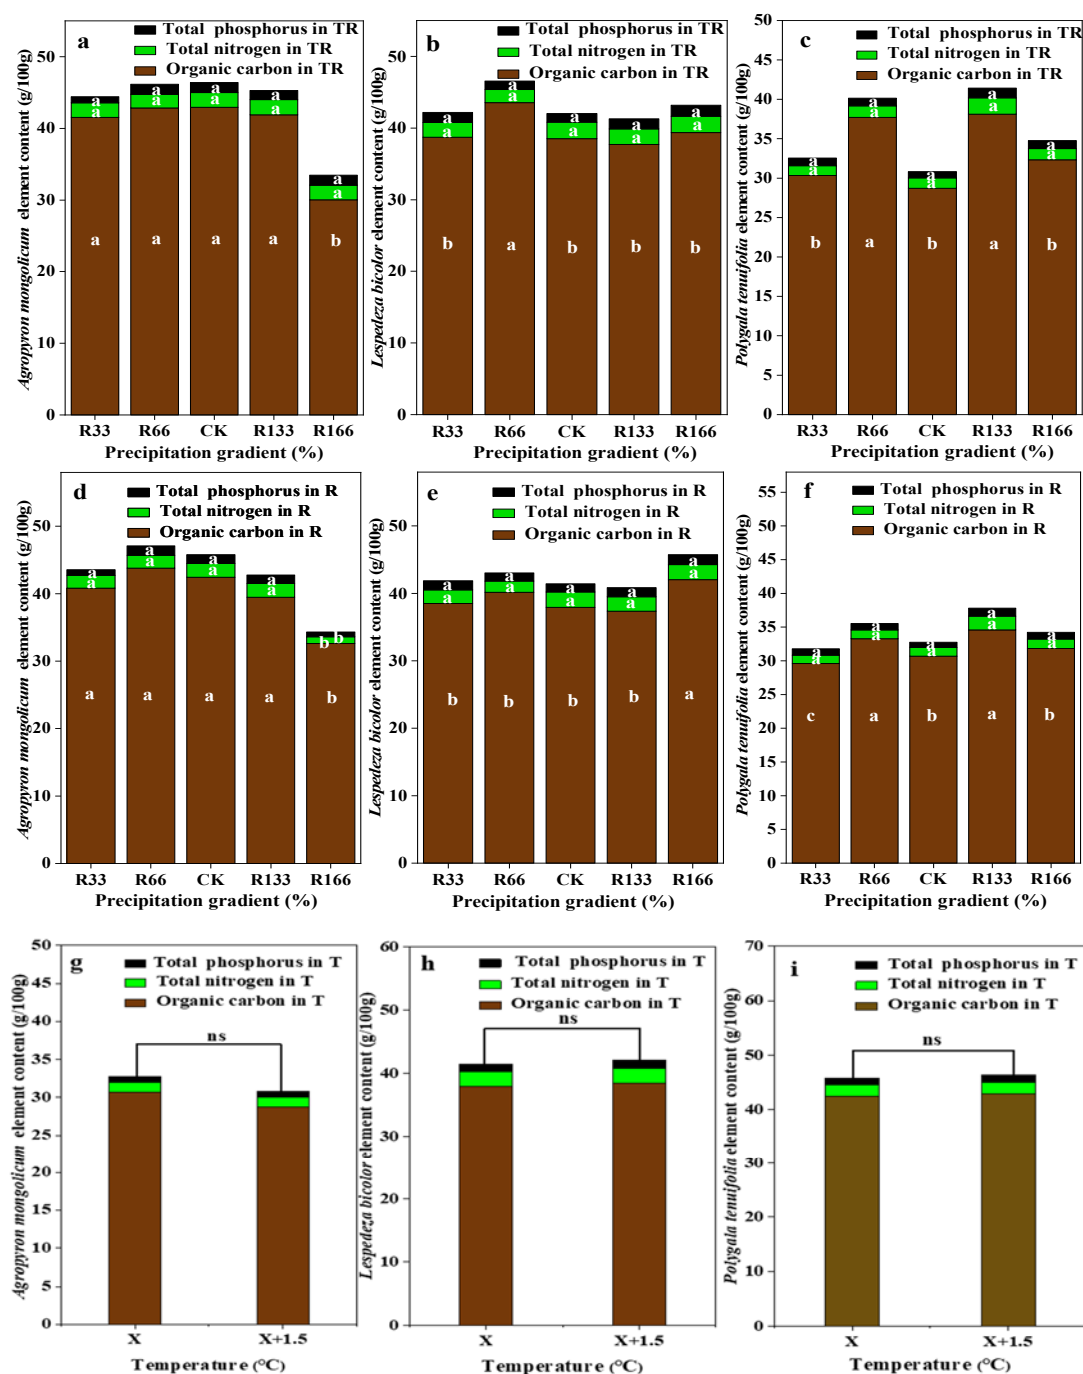 a
Total phosphorus in TR
Total nitrogen in TR
Organic carbon in TR
Agropyron mongolicum element content (g/100g)
50
40
30
20
10
0
a a a a a
a a a a a
a a a a b
R33 R66 CK R133 R166
Precipitation gradient (%)
b
Total phosphorus in TR
Total nitrogen in TR
Organic carbon in TR
Lespedeza bicolor element content (g/100g)
50
40
30
20
10
0
a a a a a
a a a a a
b a b b b
R33 R66 CK R133 R166
Precipitation gradient (%)
c
Total phosphorus in TR
Total nitrogen in TR
Organic carbon in TR
Polygala tenuifolia element content (g/100g)
50
45
40
35
30
25
20
15
10
5
0
a a a a a
a a a a a
b a b a b
R33 R66 CK R133 R166
Precipitation gradient (%)
d
Total phosphorus in R
Total nitrogen in R
Organic carbon in R
Agropyron mongolicum element content (g/100g)
50
40
30
20
10
0
a a a a b
a a a a b
a a a a b
R33 R66 CK R133 R166
Precipitation gradient (%)
e
Total phosphorus in R
Total nitrogen in R
Organic carbon in R
Lespedeza bicolor element content (g/100g)
50
40
30
20
10
0
a a a a a
a a a a a
b b b b a
R33 R66 CK R133 R166
Precipitation gradient (%)
f
Total phosphorus in R
Total nitrogen in R
Organic carbon in R
Polygala tenuifolia element content (g/100g)
55
50
45
40
35
30
25
20
15
10
5
0
a a a a a
a a a a a
c a b a b
R33 R66 CK R133 R166
Precipitation gradient (%)
g
Total phosphorus in T
Total nitrogen in T
Organic carbon in T
Agropyron mongolicum element content (g/100g)
50
45
40
35
30
25
20
15
10
5
0
ns
X X+1.5
Temperature (°C)
h
Total phosphorus in T
Total nitrogen in T
Organic carbon in T
Lespedeza bicolor element content (g/100g)
60
50
40
30
20
10
0
ns
X X+1.5
Temperature (°C)
i
Total phosphorus in T
Total nitrogen in T
Organic carbon in T
Polygala tenuifolia element content (g/100g)
70
60
50
40
30
20
10
0
ns
X X+1.5
Temperature (°C)